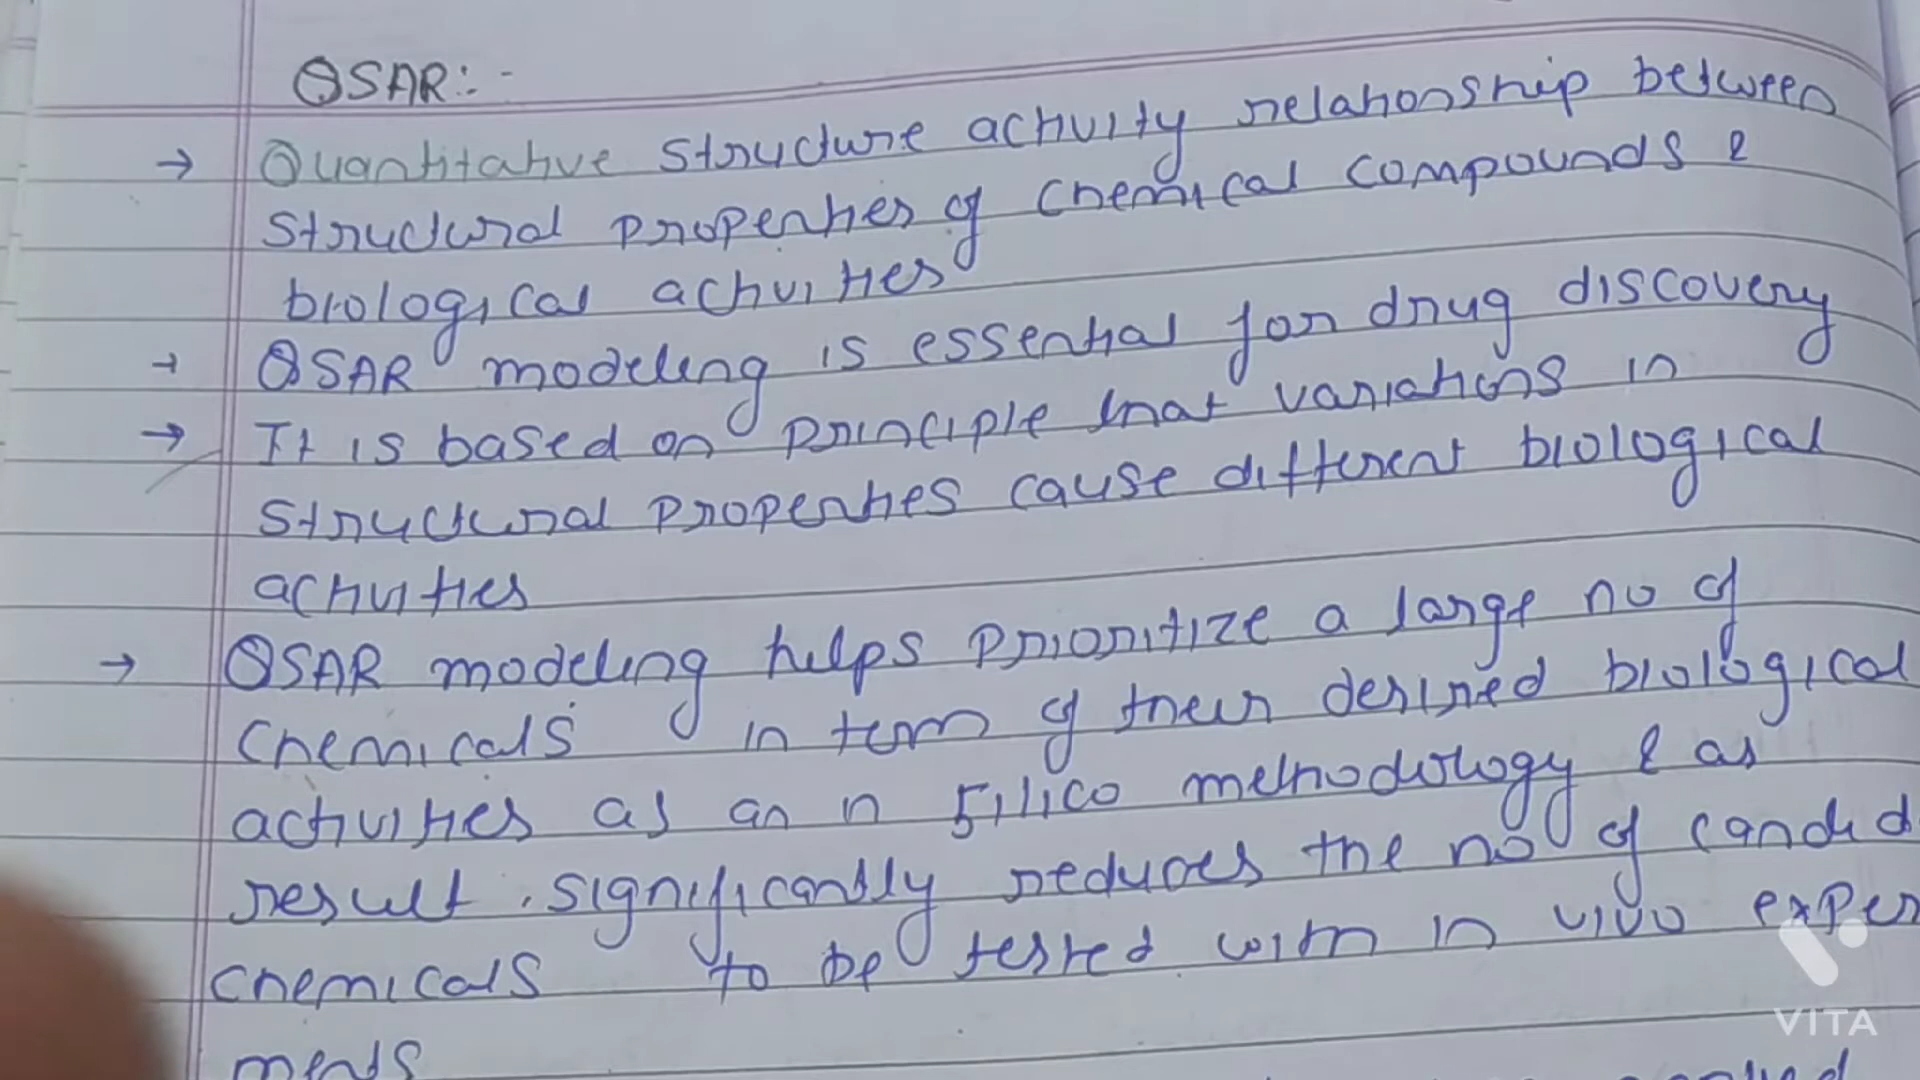 QSAR:-
→ Quantitative structure activity relationship between
structural properties of chemical compounds &
biological activities
→ QSAR modeling is essential for drug discovery
→ It is based on principle that variations in
structural properties cause different biological
activities
→ QSAR modeling helps prioritize a large no of
chemicals in term of their desired biological
activities as an n silico methodology & as
result, significantly reduces the no of candid
chemicals to be tested with in vivo exper
ments
VITA